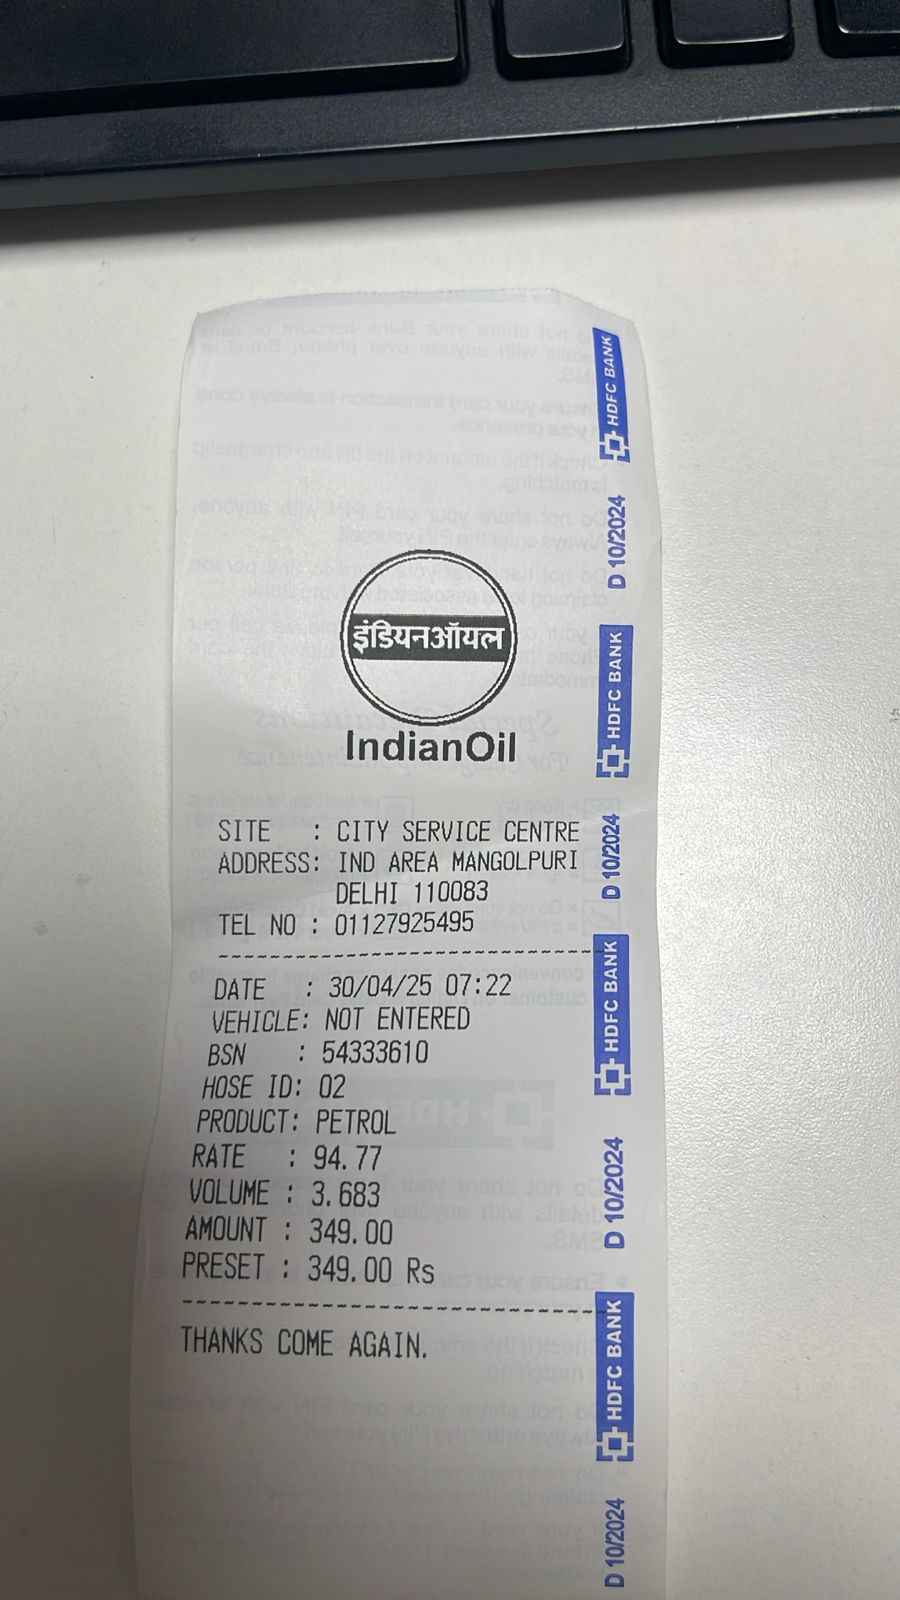 इंडियनऑयल
IndianOil
SITE : CITY SERVICE CENTRE
ADDRESS: IND AREA MANGOLPURI
DELHI 110083
TEL NO : 01127925495
DATE : 30/04/25 07:22
VEHICLE: NOT ENTERED
BSN : 54333610
HOSE ID: 02
PRODUCT: PETROL
RATE : 94.77
VOLUME : 3.683
AMOUNT : 349.00
PRESET : 349.00 Rs
THANKS COME AGAIN.
HDFC BANK
D 10/2024
HDFC BANK
D 10/2024
HDFC BANK
D 10/2024
HDFC BANK
D 10/2024